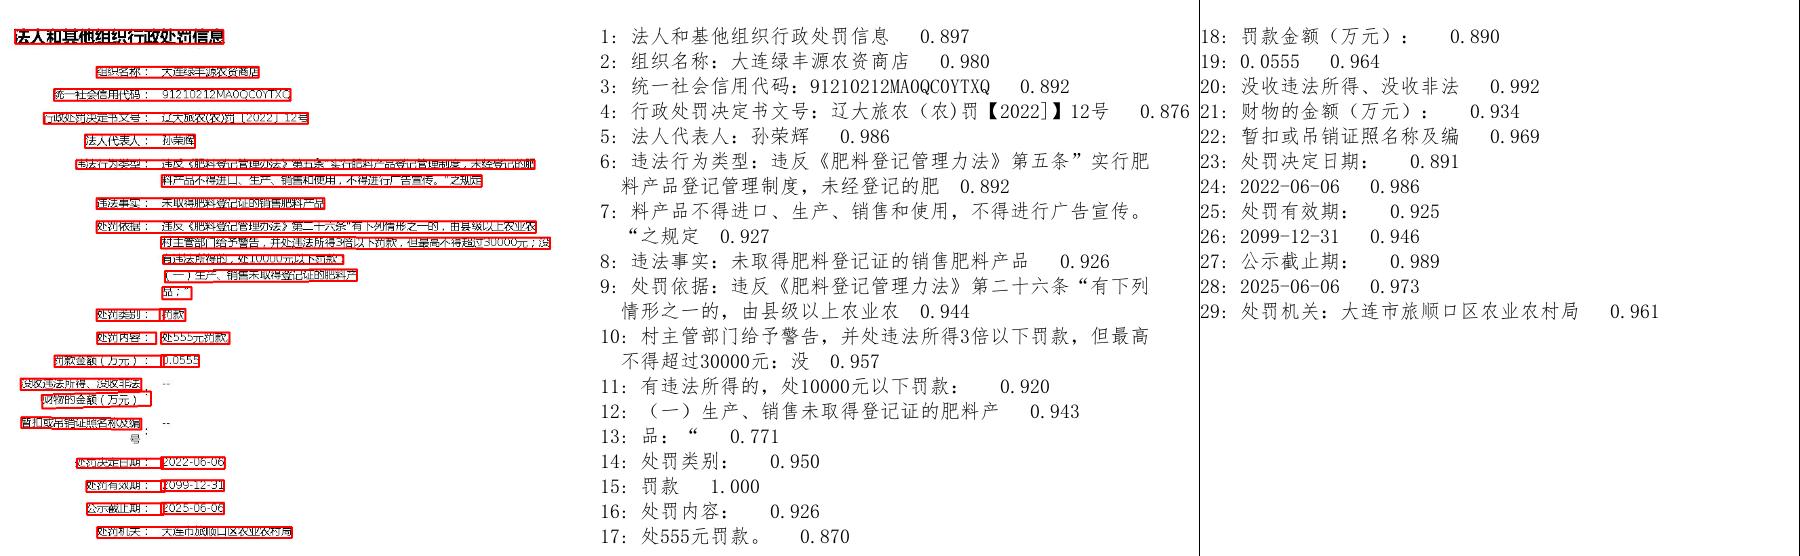 法人和其他组织行政处罚信息
组织名称： 大连绿丰源农资商店
统一社会信用代码： 91210212MA0QC0YTXQ
行政处罚决定书文号： 辽大旅农(农)罚〔2022〕12号
法人代表人： 孙荣辉
违法行为类型： 违反《肥料登记管理办法》第五条"实行肥料产品登记管理制度，未经登记的肥
料产品不得进口、生产、销售和使用，不得进行广告宣传。"之规定
违法事实： 未取得肥料登记证的销售肥料产品
处罚依据： 违反《肥料登记管理办法》第二十六条"有下列情形之一的，由县级以上农业农
村主管部门给予警告，并处违法所得3倍以下罚款，但最高不得超过30000元；没
有违法所得的，处10000元以下罚款：
（一）生产、销售未取得登记证的肥料产
品；"
处罚类别： 罚款
处罚内容： 处555元罚款。
罚款金额（万元）： 0.0555
没收违法所得、没收非法
财物的金额（万元）： --
暂扣或吊销证照名称及编
号： --
处罚决定日期： 2022-06-06
处罚有效期： 2099-12-31
公示截止期： 2025-06-06
处罚机关： 大连市旅顺口区农业农村局
1: 法人和基他组织行政处罚信息 0.897
2: 组织名称: 大连绿丰源农资商店 0.980
3: 统一社会信用代码: 91210212MA0QC0YTXQ 0.892
4: 行政处罚决定书文号: 辽大旅农（农)罚【2022]】12号 0.876
5: 法人代表人: 孙荣辉 0.986
6: 违法行为类型: 违反《肥料登记管理力法》第五条”实行肥
料产品登记管理制度，未经登记的肥 0.892
7: 料产品不得进口、生产、销售和使用，不得进行广告宣传。
“之规定 0.927
8: 违法事实: 未取得肥料登记证的销售肥料产品 0.926
9: 处罚依据: 违反《肥料登记管理力法》第二十六条“有下列
情形之一的，由县级以上农业农 0.944
10: 村主管部门给予警告，并处违法所得3倍以下罚款，但最高
不得超过30000元: 没 0.957
11: 有违法所得的，处10000元以下罚款: 0.920
12: （一）生产、销售未取得登记证的肥料产 0.943
13: 品: “ 0.771
14: 处罚类别: 0.950
15: 罚款 1.000
16: 处罚内容: 0.926
17: 处555元罚款。 0.870
18: 罚款金额（万元）: 0.890
19: 0.0555 0.964
20: 没收违法所得、没收非法 0.992
21: 财物的金额（万元）: 0.934
22: 暂扣或吊销证照名称及编 0.969
23: 处罚决定日期: 0.891
24: 2022-06-06 0.986
25: 处罚有效期: 0.925
26: 2099-12-31 0.946
27: 公示截止期: 0.989
28: 2025-06-06 0.973
29: 处罚机关: 大连市旅顺口区农业农村局 0.961